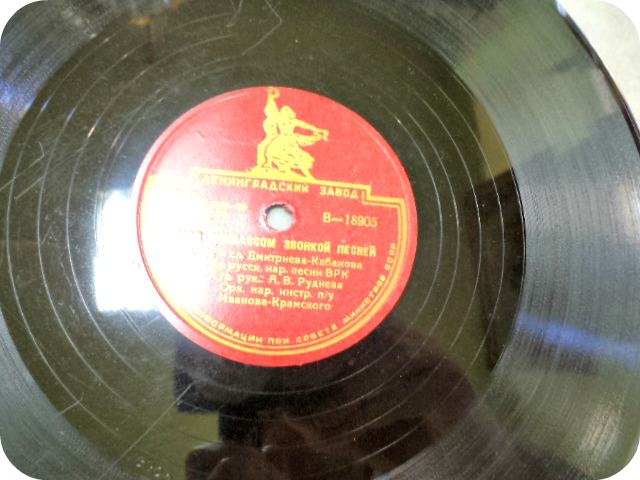 ЛЕНИНГРАДСКИЙ ЗАВОД
В—18905
ЗВОНКОЙ ПЕСНЕЙ
сл. Дмитриева-Кабанова
русск. нар. песни ВРК
рук.: А. В. Руднева
Орк. нар. инстр. п/у
Иванова-Крамского
ПРИ СОВЕТЕ МИНИСТРОВ СССР